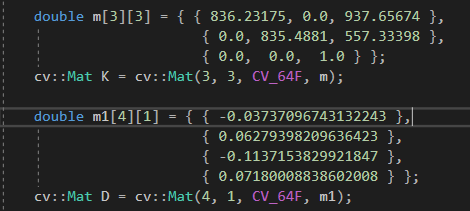 double m[3][3] = { { 836.23175, 0.0, 937.65674 },
{ 0.0, 835.4881, 557.33398 },
{ 0.0,  0.0,  1.0 } };
cv::Mat K = cv::Mat(3, 3, CV_64F, m);
double m1[4][1] = { { -0.03737096743132243 },
{ 0.06279398209636423 },
{ -0.1137153829921847 },
{ 0.07180008838602008 } };
cv::Mat D = cv::Mat(4, 1, CV_64F, m1);